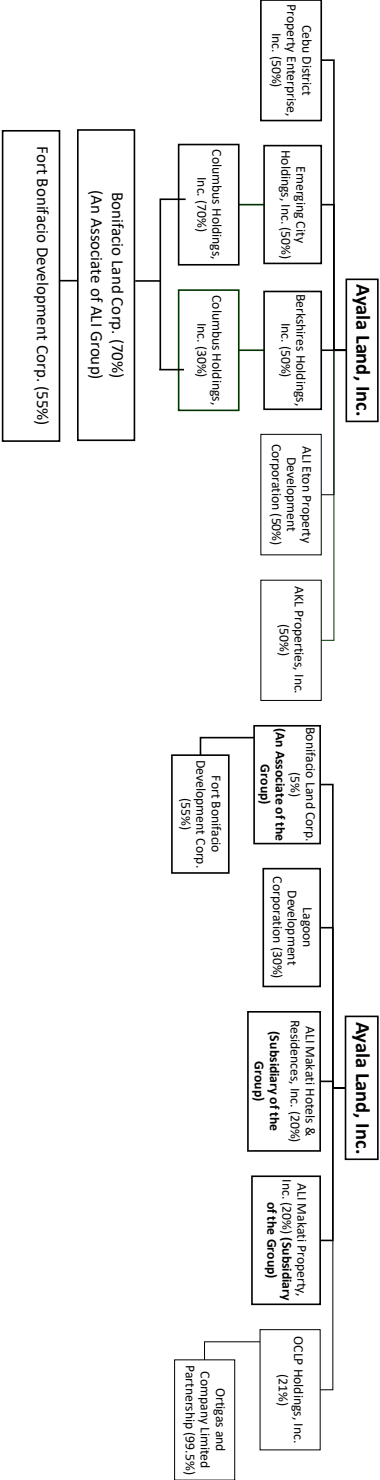 Ayala Land, Inc.
Cebu District
Property Enterprise,
Inc. (50%)
Emerging City
Holdings, Inc. (50%)
Berkshires Holdings,
Inc. (50%)
ALI Eton Property
Development
Corporation (50%)
AKL Properties, Inc.
(50%)
Columbus Holdings,
Inc. (70%)
Columbus Holdings,
Inc. (30%)
Bonifacio Land Corp. (70%)
(An Associate of ALI Group)
Fort Bonifacio Development Corp. (55%)
Ayala Land, Inc.
Bonifacio Land Corp.
(5%)
(An Associate of the
Group)
Lagoon
Development
Corporation (30%)
ALI Makati Hotels &
Residences, Inc. (20%)
(Subsidiary of the
Group)
ALI Makati Property,
Inc. (20%) (Subsidiary
of the Group)
OCLP Holdings, Inc.
(21%)
Fort Bonifacio
Development Corp.
(55%)
Ortigas and
Company Limited
Partnership (99.5%)